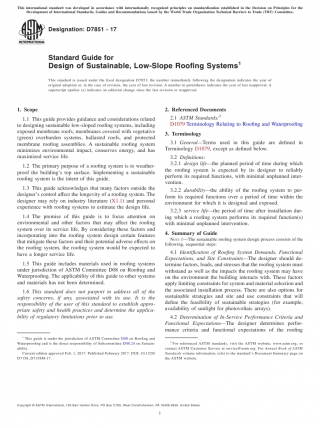 This international standard was developed in accordance with internationally recognized principles on standardization established in the Decision on Principles for the
Development of International Standards, Guides and Recommendations issued by the World Trade Organization Technical Barriers to Trade (TBT) Committee.
Designation: D7851 − 17
INTERNATIONAL
Standard Guide for
Design of Sustainable, Low-Slope Roofing Systems1
This standard is issued under the fixed designation D7851; the number immediately following the designation indicates the year of
original adoption or, in the case of revision, the year of last revision. A number in parentheses indicates the year of last reapproval. A
superscript epsilon (ε) indicates an editorial change since the last revision or reapproval.
1. Scope
1.1 This guide provides guidance and considerations related
to designing sustainable low-sloped roofing systems, including
exposed membrane roofs, membranes covered with vegetative
(green) overburden systems, ballasted roofs, and protected
membrane roofing assemblies. A sustainable roofing system
minimizes environmental impact, conserves energy, and has
maximized service life.
1.2 The primary purpose of a roofing system is to weather-
proof the building's top surface. Implementing a sustainable
roofing system is the intent of this guide.
1.3 This guide acknowledges that many factors outside the
designer's control affect the longevity of a roofing system. The
designer may rely on industry literature (X1.1) and personal
experience with roofing systems to estimate the design life.
1.4 The premise of this guide is to focus attention on
environmental and other factors that may affect the roofing
system over its service life. By considering these factors and
incorporating into the roofing system design certain features
that mitigate these factors and their potential adverse effects on
the roofing system, the roofing system would be expected to
have a longer service life.
1.5 This guide includes materials used in roofing systems
under jurisdiction of ASTM Committee D08 on Roofing and
Waterproofing. The applicability of this guide to other systems
and materials has not been determined.
1.6 This standard does not purport to address all of the
safety concerns, if any, associated with its use. It is the
responsibility of the user of this standard to establish appro-
priate safety and health practices and determine the applica-
bility of regulatory limitations prior to use.
1 This guide is under the jurisdiction of ASTM Committee D08 on Roofing and
Waterproofing and is the direct responsibility of Subcommittee D08.24 on Sustain-
ability.
Current edition approved Feb. 1, 2017. Published February 2017. DOI: 10.1520/
D7851-17.
2. Referenced Documents
2.1 ASTM Standards:2
D1079 Terminology Relating to Roofing and Waterproofing
3. Terminology
3.1 General—Terms used in this guide are defined in
Terminology D1079, except as defined below.
3.2 Definitions:
3.2.1 design life—the planned period of time during which
the roofing system is expected by its designer to reliably
perform its required functions, with minimal unplanned inter-
vention.
3.2.2 durability—the ability of the roofing system to per-
form its required functions over a period of time within the
environment for which it is designed and exposed.
3.2.3 service life—the period of time after installation dur-
ing which a roofing system performs its required function(s)
with minimal unplanned intervention.
4. Summary of Guide
NOTE 1—The sustainable roofing system design process consists of the
following, sequential steps:
4.1 Identification of Roofing System Demands, Functional
Expectations, and Site Constraints—The designer should de-
termine factors, loads, and stresses that the roofing system must
withstand as well as the impacts the roofing system may have
on the environment the building interacts with. These factors
apply limiting constraints for system and material selection and
the associated installation process. There are also options for
sustainable strategies and site and use constraints that will
define the feasibility of sustainable strategies (for example,
availability of sunlight for photovoltaic arrays).
4.2 Determination of In-Service Performance Criteria and
Functional Expectations—The designer determines perfor-
mance criteria and functional expectations of the roofing
2 For referenced ASTM standards, visit the ASTM website, www.astm.org, or
contact ASTM Customer Service at service@astm.org. For Annual Book of ASTM
Standards volume information, refer to the standard's Document Summary page on
the ASTM website.
Copyright © ASTM International, 100 Barr Harbor Drive, PO Box C700, West Conshohocken, PA 19428-2959. United States
1